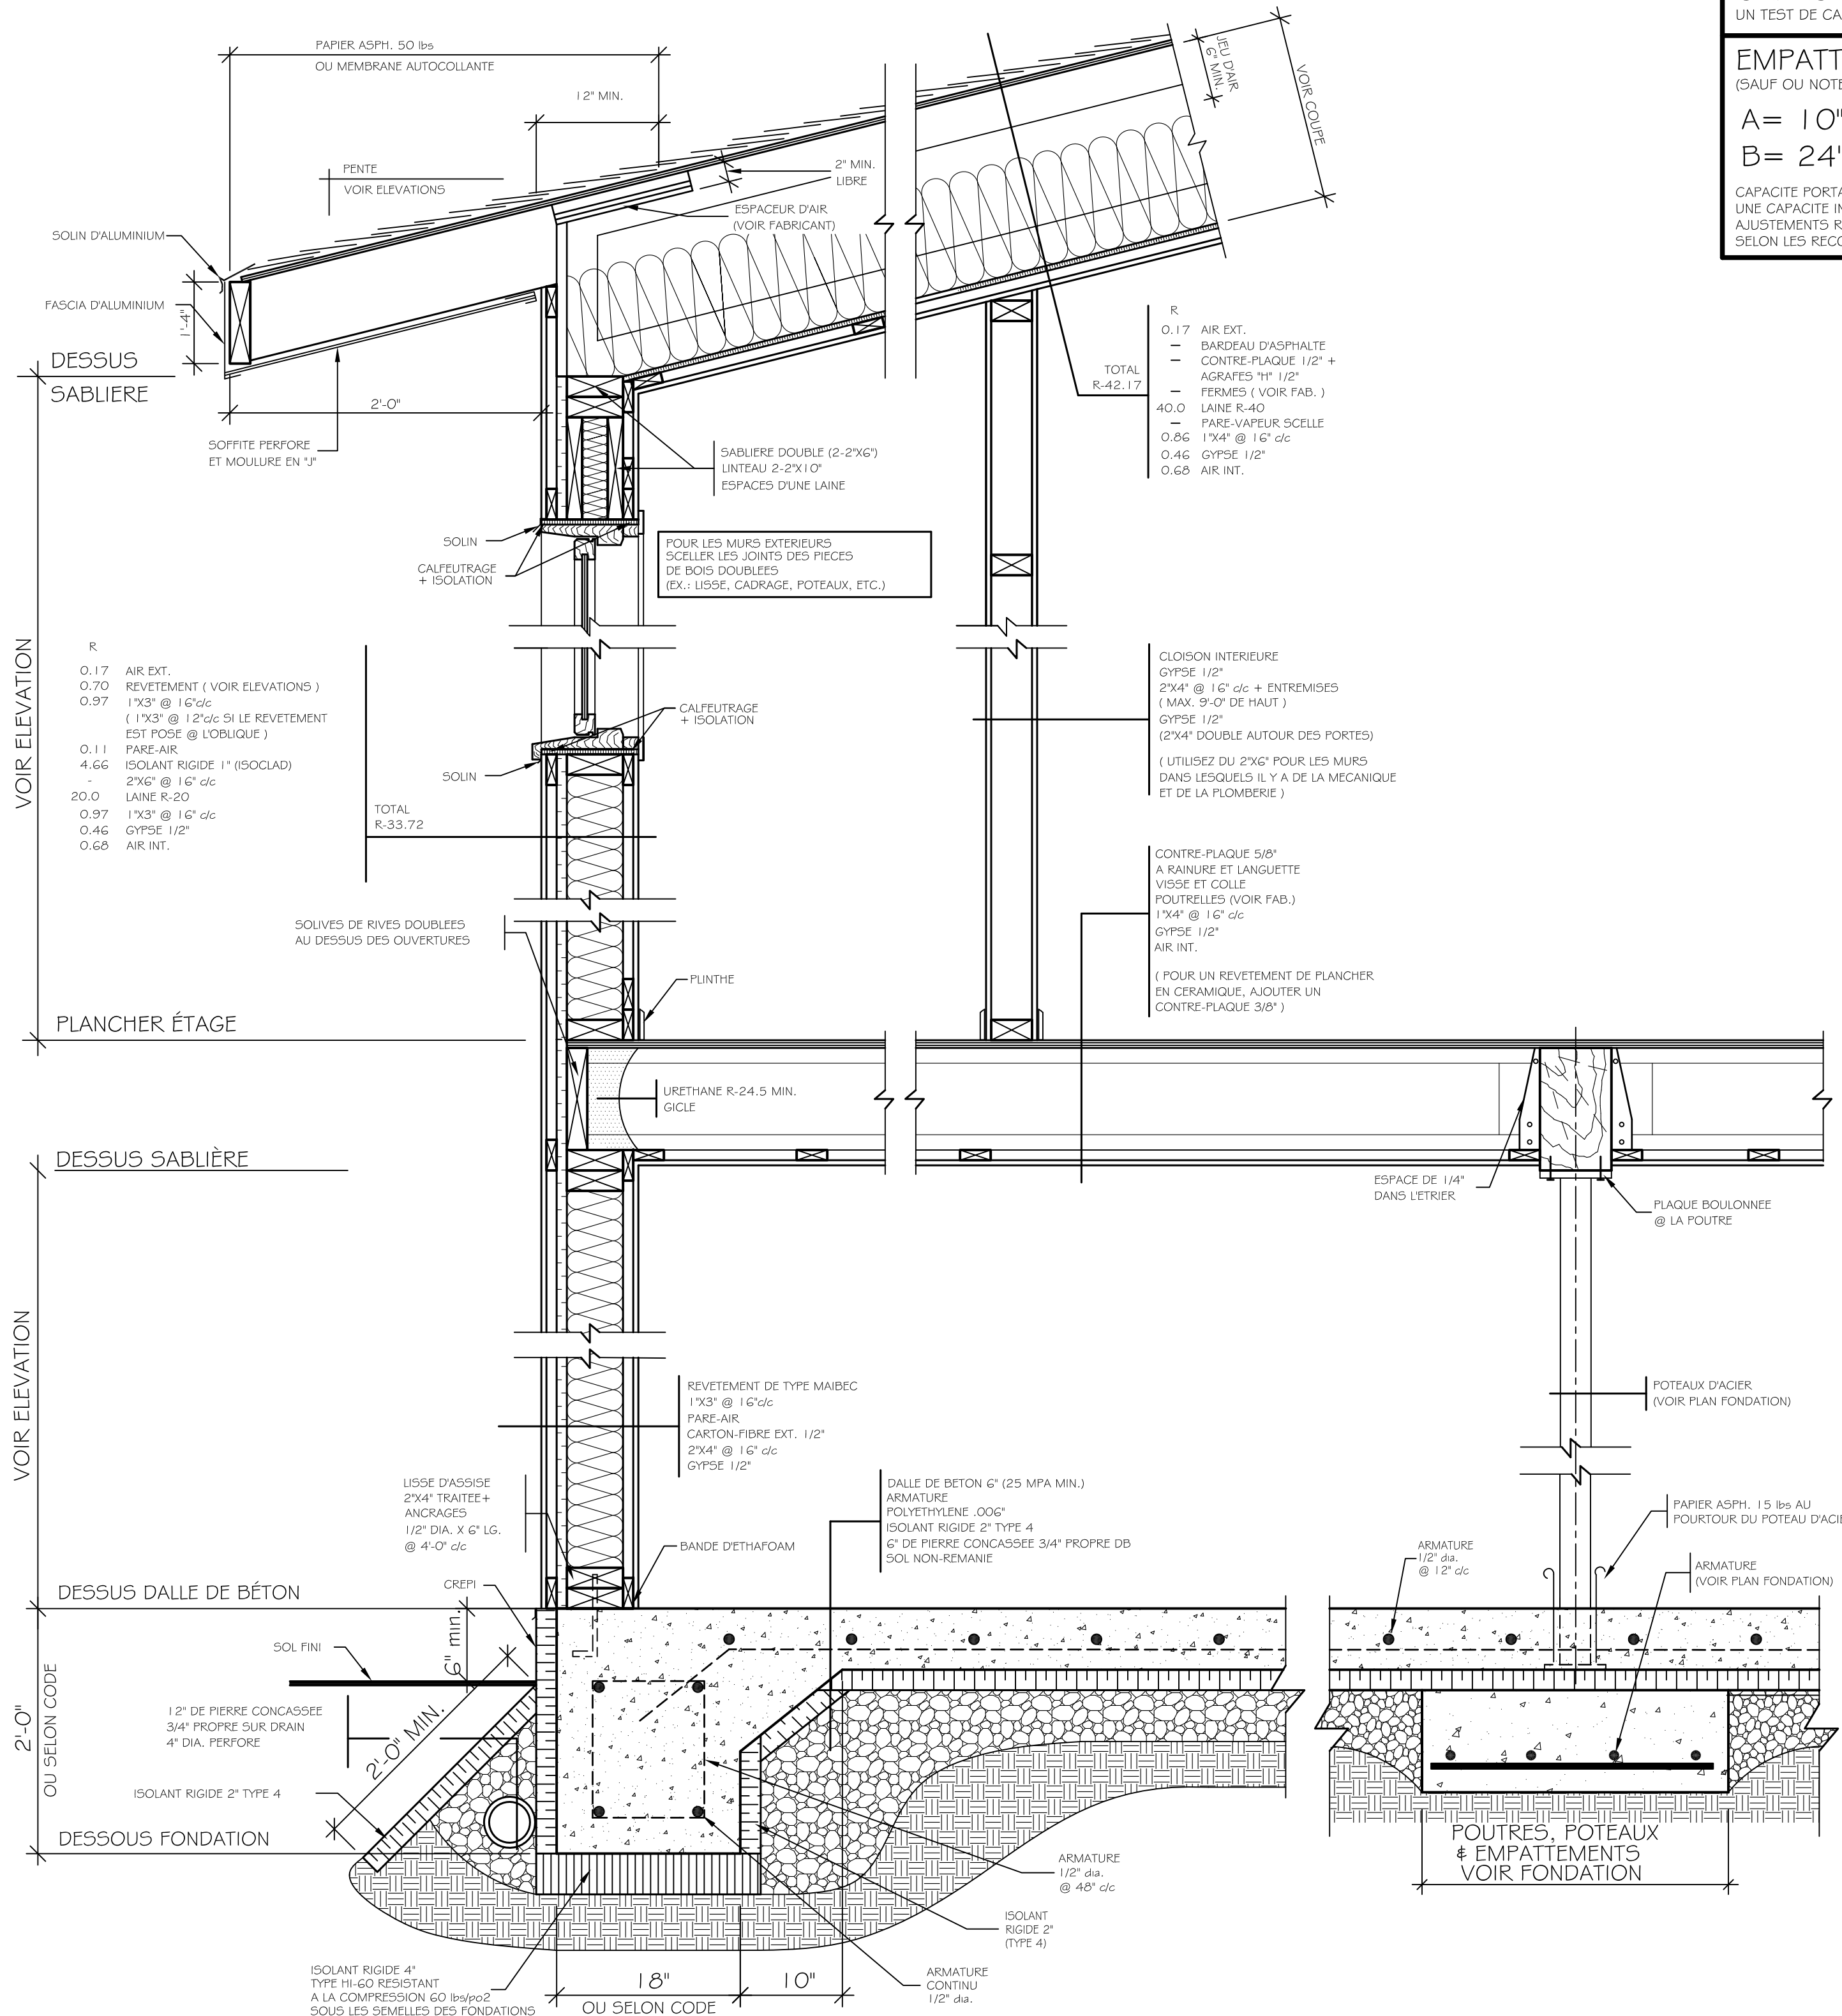 UN TEST DE CA
EMPATT
(SAUF OU NOTE
A= 10"
B= 24"
CAPACITE PORTA
UNE CAPACITE IN
AJUSTEMENTS R
SELON LES RECO
PAPIER ASPH. 50 lbs
OU MEMBRANE AUTOCOLLANTE
12" MIN.
JEU D'AIR
6" MIN.
VOIR COUPE
PENTE
VOIR ELEVATIONS
2" MIN.
LIBRE
ESPACEUR D'AIR
(VOIR FABRICANT)
SOLIN D'ALUMINIUM
FASCIA D'ALUMINIUM
1'-4"
DESSUS
SABLIERE
2'-0"
SOFFITE PERFORE
ET MOULURE EN "J"
SABLIERE DOUBLE (2-2"X6")
LINTEAU 2-2"X10"
ESPACES D'UNE LAINE
TOTAL
R-42.17
R
0.17 AIR EXT.
– BARDEAU D'ASPHALTE
– CONTRE-PLAQUE 1/2" +
AGRAFES "H" 1/2"
– FERMES ( VOIR FAB. )
40.0 LAINE R-40
– PARE-VAPEUR SCELLE
0.86 1"X4" @ 16" c/c
0.46 GYPSE 1/2"
0.68 AIR INT.
SOLIN
CALFEUTRAGE
+ ISOLATION
POUR LES MURS EXTERIEURS
SCELLER LES JOINTS DES PIECES
DE BOIS DOUBLEES
(EX.: LISSE, CADRAGE, POTEAUX, ETC.)
VOIR ELEVATION
R
0.17 AIR EXT.
0.70 REVETEMENT ( VOIR ELEVATIONS )
0.97 1"X3" @ 16"c/c
( 1"X3" @ 12"c/c SI LE REVETEMENT
EST POSE @ L'OBLIQUE )
0.11 PARE-AIR
4.66 ISOLANT RIGIDE 1" (ISOCLAD)
- 2"X6" @ 16" c/c
20.0 LAINE R-20
0.97 1"X3" @ 16" c/c
0.46 GYPSE 1/2"
0.68 AIR INT.
TOTAL
R-33.72
CALFEUTRAGE
+ ISOLATION
SOLIN
CLOISON INTERIEURE
GYPSE 1/2"
2"X4" @ 16" c/c + ENTREMISES
( MAX. 9'-0" DE HAUT )
GYPSE 1/2"
(2"X4" DOUBLE AUTOUR DES PORTES)
( UTILISEZ DU 2"X6" POUR LES MURS
DANS LESQUELS IL Y A DE LA MECANIQUE
ET DE LA PLOMBERIE )
CONTRE-PLAQUE 5/8"
A RAINURE ET LANGUETTE
VISSE ET COLLE
POUTRELLES (VOIR FAB.)
1"X4" @ 16" c/c
GYPSE 1/2"
AIR INT.
( POUR UN REVETEMENT DE PLANCHER
EN CERAMIQUE, AJOUTER UN
CONTRE-PLAQUE 3/8" )
SOLIVES DE RIVES DOUBLEES
AU DESSUS DES OUVERTURES
PLINTHE
PLANCHER ÉTAGE
URETHANE R-24.5 MIN.
GICLE
DESSUS SABLIÈRE
ESPACE DE 1/4"
DANS L'ETRIER
PLAQUE BOULONNEE
@ LA POUTRE
VOIR ELEVATION
REVETEMENT DE TYPE MAIBEC
1"X3" @ 16"c/c
PARE-AIR
CARTON-FIBRE EXT. 1/2"
2"X4" @ 16" c/c
GYPSE 1/2"
POTEAUX D'ACIER
(VOIR PLAN FONDATION)
LISSE D'ASSISE
2"X4" TRAITEE+
ANCRAGES
1/2" DIA. X 6" LG.
@ 4'-0" c/c
BANDE D'ETHAFOAM
DALLE DE BETON 6" (25 MPA MIN.)
ARMATURE
POLYETHYLENE .006"
ISOLANT RIGIDE 2" TYPE 4
6" DE PIERRE CONCASSEE 3/4" PROPRE DB
SOL NON-REMANIE
PAPIER ASPH. 15 lbs AU
POURTOUR DU POTEAU D'ACIE
ARMATURE
1/2" dia.
@ 12" c/c
ARMATURE
(VOIR PLAN FONDATION)
DESSUS DALLE DE BÉTON
CREPI
6" min.
SOL FINI
2'-0"
OU SELON CODE
12" DE PIERRE CONCASSEE
3/4" PROPRE SUR DRAIN
4" DIA. PERFORE
2'-0" MIN.
ISOLANT RIGIDE 2" TYPE 4
DESSOUS FONDATION
POUTRES, POTEAUX
& EMPATTEMENTS
VOIR FONDATION
ARMATURE
1/2" dia.
@ 48" c/c
ISOLANT
RIGIDE 2"
(TYPE 4)
ARMATURE
CONTINU
1/2" dia.
ISOLANT RIGIDE 4"
TYPE HI-60 RESISTANT
A LA COMPRESSION 60 lbs/po2
SOUS LES SEMELLES DES FONDATIONS
18"
OU SELON CODE
10"